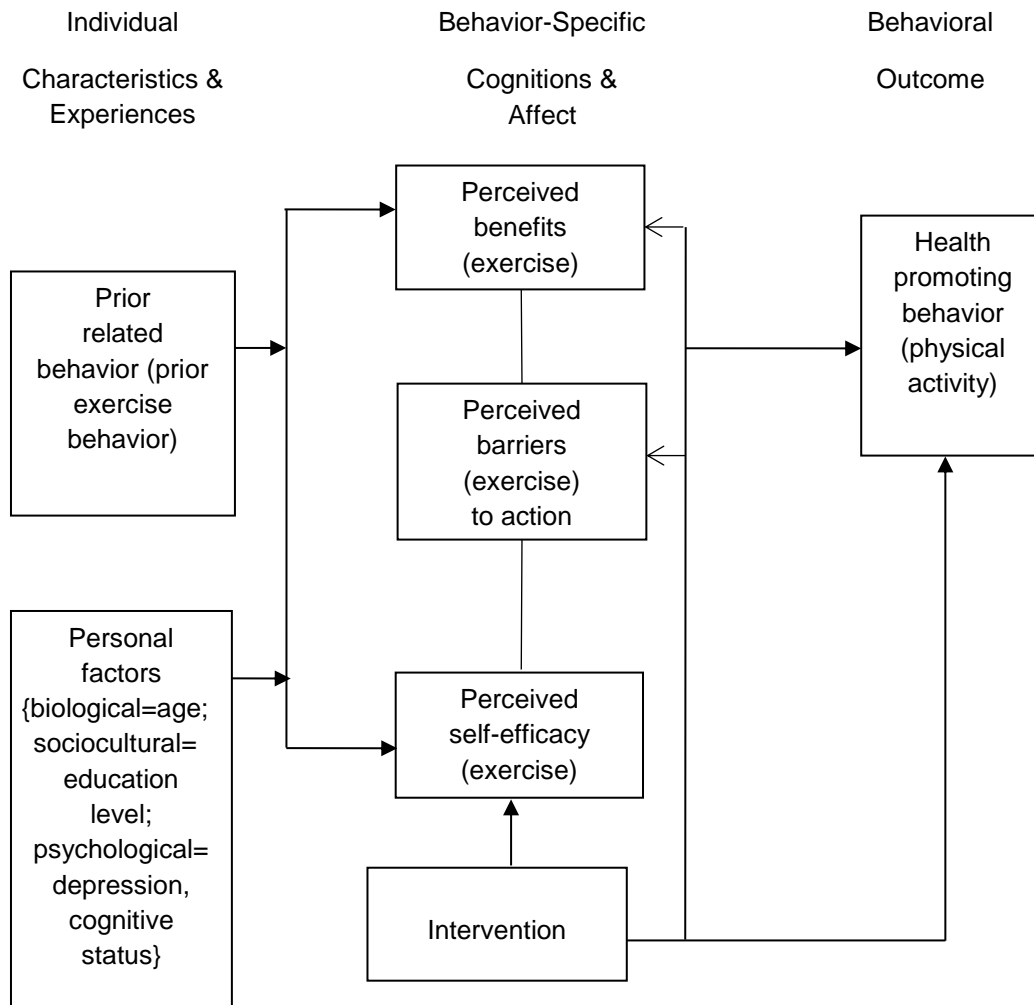 Individual
Characteristics &
Experiences
Behavior-Specific
Cognitions &
Affect
Behavioral
Outcome
Prior
related
behavior (prior
exercise
behavior)
Personal
factors
{biological=age;
sociocultural=
education
level;
psychological=
depression,
cognitive
status}
Perceived
benefits
(exercise)
Perceived
barriers
(exercise)
to action
Perceived
self-efficacy
(exercise)
Intervention
Health
promoting
behavior
(physical
activity)